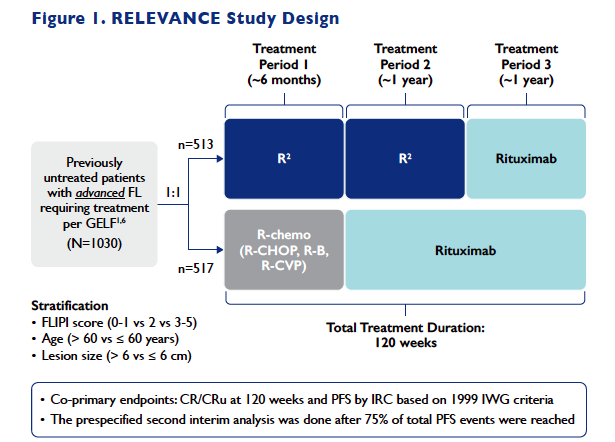 Figure 1. RELEVANCE Study Design
Treatment
Period 1
(~6 months)
Treatment
Period 2
(~1 year)
Treatment
Period 3
(~1 year)
Previously
untreated patients
with advanced FL
requiring treatment
per GELF1,6
(N=1030)
1:1
n=513
R²
R²
Rituximab
n=517
R-chemo
(R-CHOP, R-B,
R-CVP)
Rituximab
Total Treatment Duration:
120 weeks
Stratification
• FLIPI score (0-1 vs 2 vs 3-5)
• Age (> 60 vs ≤ 60 years)
• Lesion size (> 6 vs ≤ 6 cm)
• Co-primary endpoints: CR/CRu at 120 weeks and PFS by IRC based on 1999 IWG criteria
• The prespecified second interim analysis was done after 75% of total PFS events were reached